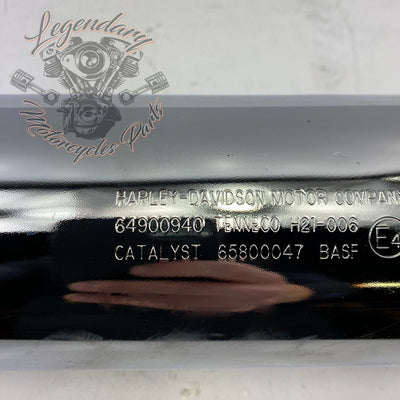 Legendary
Motorcycles Parts
HARLEY-DAVIDSON MOTOR COMPANY
64900940 TENNECO H21-006
CATALYST 65800047 BASF
E4